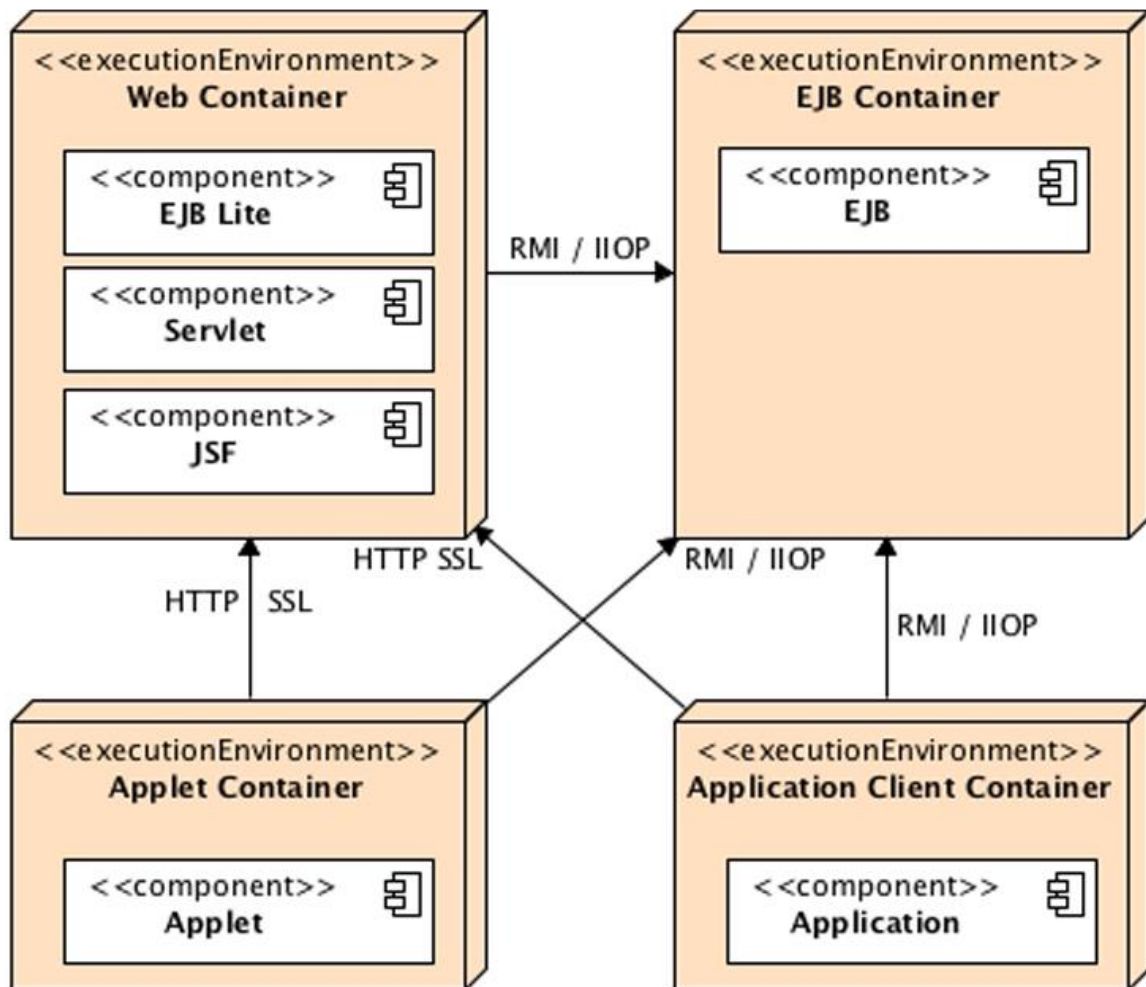 <<executionEnvironment>>
Web Container
<<component>>
EJB Lite
<<component>>
Servlet
<<component>>
JSF
<<executionEnvironment>>
EJB Container
<<component>>
EJB
RMI / IIOP
HTTP SSL
RMI / IIOP
HTTP SSL
RMI / IIOP
<<executionEnvironment>>
Applet Container
<<component>>
Applet
<<executionEnvironment>>
Application Client Container
<<component>>
Application